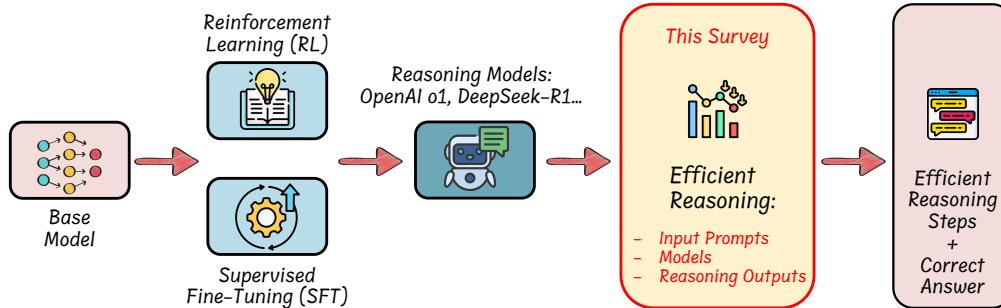 Base
Model
Reinforcement
Learning (RL)
Supervised
Fine-Tuning (SFT)
Reasoning Models:
OpenAI o1, DeepSeek-R1...
This Survey
Efficient
Reasoning:
- Input Prompts
- Models
- Reasoning Outputs
Efficient
Reasoning
Steps
+
Correct
Answer